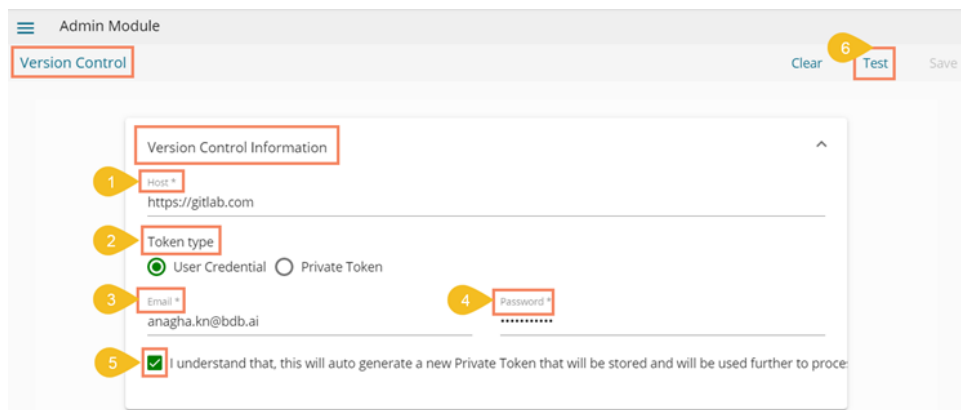 Admin Module
Version Control
Clear
6
Test
Save
Version Control Information
1
Host *
https://gitlab.com
2
Token type
User Credential
Private Token
3
Email *
4
Password *
anagha.kn@bdb.ai
5
I understand that, this will auto generate a new Private Token that will be stored and will be used further to proce